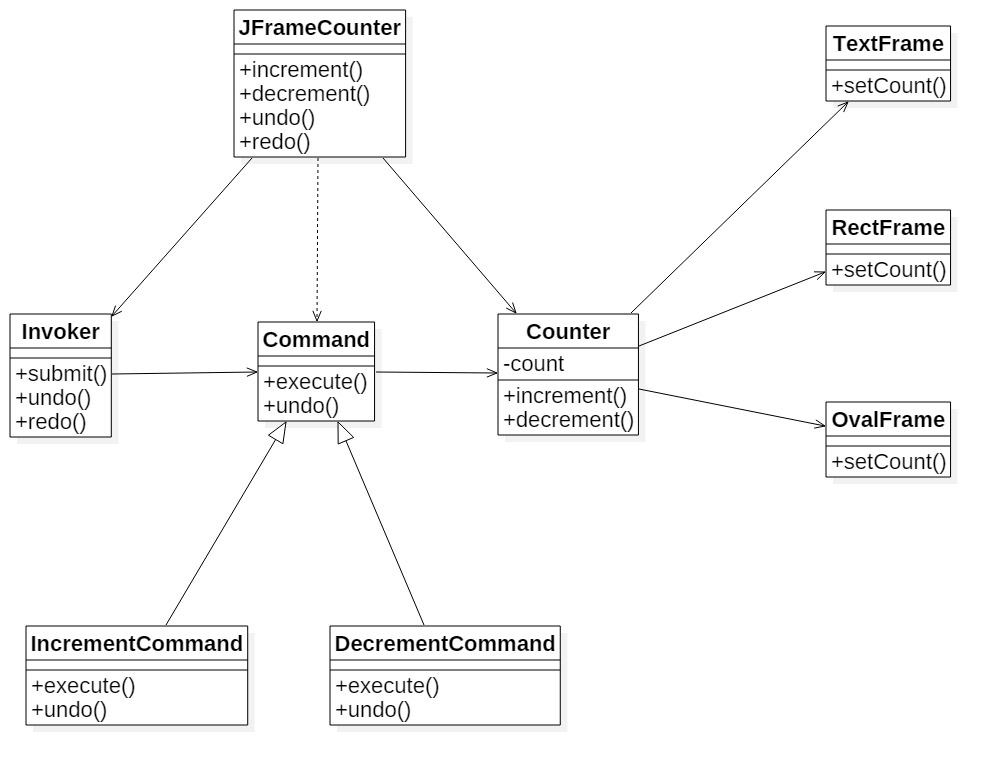 JFrameCounter
+increment()
+decrement()
+undo()
+redo()
TextFrame
+setCount()
RectFrame
+setCount()
Invoker
+submit()
+undo()
+redo()
Command
+execute()
+undo()
Counter
-count
+increment()
+decrement()
OvalFrame
+setCount()
IncrementCommand
+execute()
+undo()
DecrementCommand
+execute()
+undo()